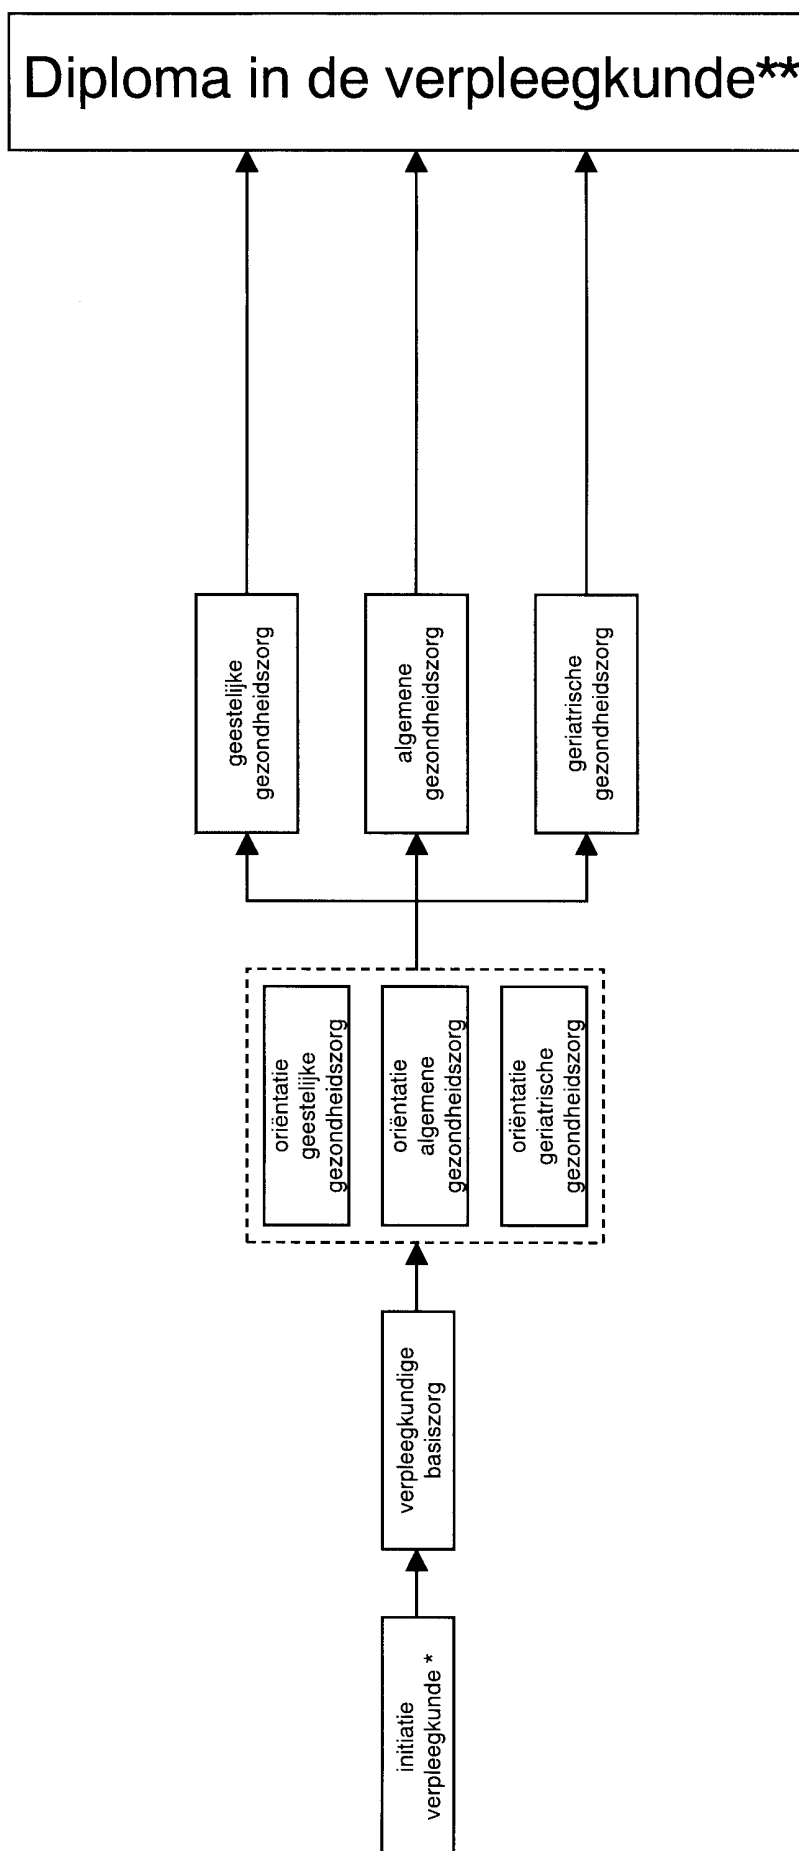 Diploma in de verpleegkunde**
geestelijke
gezondheidszorg
algemene
gezondheidszorg
geriatrische
gezondheidszorg
oriëntatie
geestelijke
gezondheidszorg
oriëntatie
algemene
gezondheidszorg
oriëntatie
geriatrische
gezondheidszorg
verpleegkundige
basiszorg
initiatie
verpleegkunde *